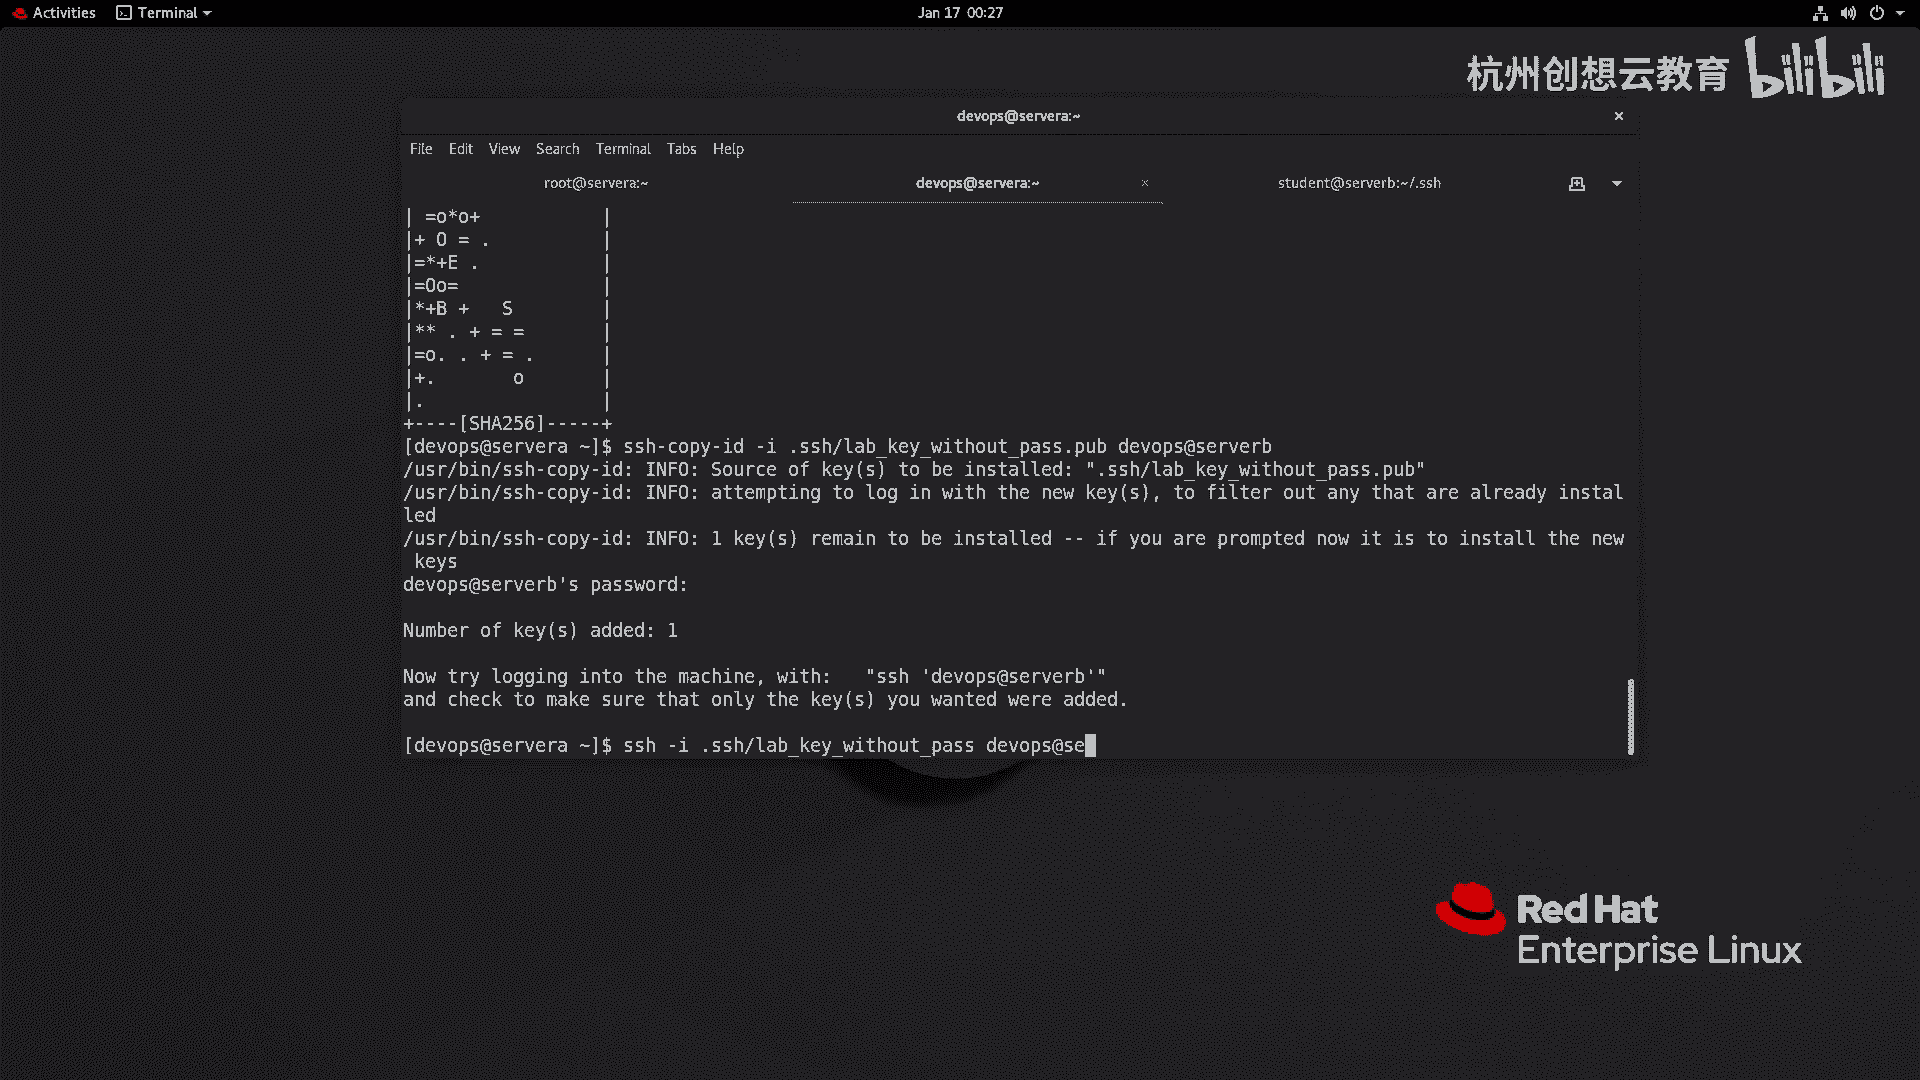 Activities
Terminal
Jan 17 00:27
杭州创想云教育 bilibili
devops@servera:~
×
File Edit View Search Terminal Tabs Help
root@servera:~
devops@servera:~ ×
student@serverb:~/.ssh
| =o*o+           |
|+ O = .          |
|=*+E .           |
|=Oo=             |
|*+B +   S        |
|** . + = =       |
|=o. . + = .      |
|+.       o       |
|.                |
+----[SHA256]-----+
[devops@servera ~]$ ssh-copy-id -i .ssh/lab_key_without_pass.pub devops@serverb
/usr/bin/ssh-copy-id: INFO: Source of key(s) to be installed: ".ssh/lab_key_without_pass.pub"
/usr/bin/ssh-copy-id: INFO: attempting to log in with the new key(s), to filter out any that are already instal
led
/usr/bin/ssh-copy-id: INFO: 1 key(s) remain to be installed -- if you are prompted now it is to install the new
 keys
devops@serverb's password:
Number of key(s) added: 1
Now try logging into the machine, with:   "ssh 'devops@serverb'"
and check to make sure that only the key(s) you wanted were added.
[devops@servera ~]$ ssh -i .ssh/lab_key_without_pass devops@se
Red Hat
Enterprise Linux